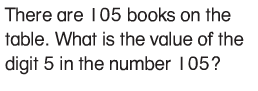 There are 105 books on the
table. What is the value of the
digit 5 in the number 105?